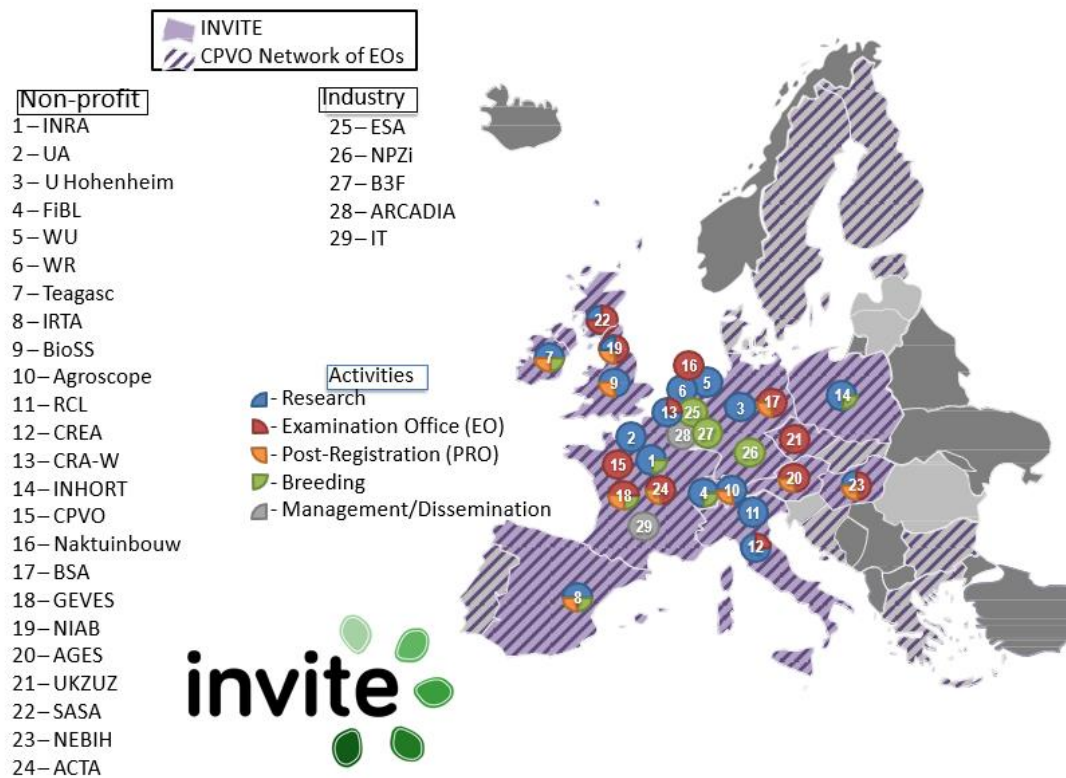 INVITE
CPVO Network of EOs
Non-profit
1 – INRA
2 – UA
3 – U Hohenheim
4 – FiBL
5 – WU
6 – WR
7 – Teagasc
8 – IRTA
9 – BioSS
10 – Agroscope
11 – RCL
12 – CREA
13 – CRA-W
14 – INHORT
15 – CPVO
16 – Naktuinbouw
17 – BSA
18 – GEVES
19 – NIAB
20 – AGES
21 – UKZUZ
22 – SASA
23 – NEBIH
24 – ACTA
Industry
25 – ESA
26 – NPZi
27 – B3F
28 – ARCADIA
29 – IT
Activities
- Research
- Examination Office (EO)
- Post-Registration (PRO)
- Breeding
- Management/Dissemination
invite
22
19
7
9
16
6
5
13
25
3
17
14
2
28
27
26
21
15
1
18
24
4
10
20
23
11
29
12
8